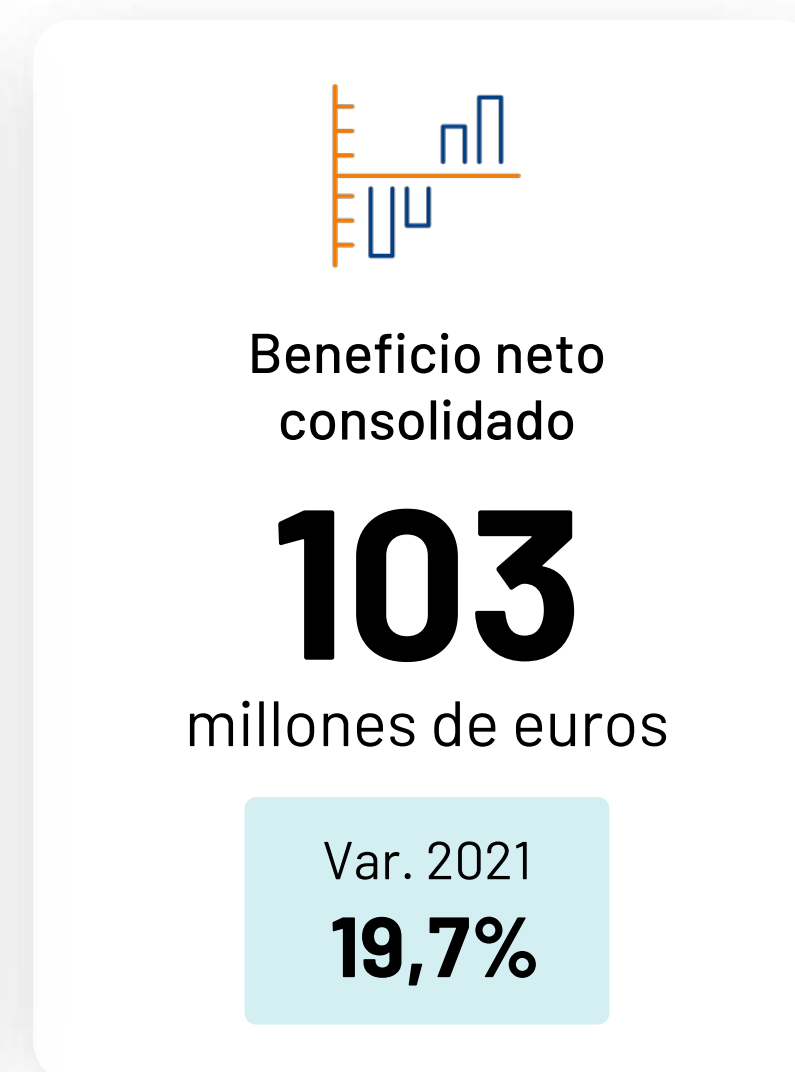 Beneficio neto
consolidado
103
millones de euros
Var. 2021
19,7%